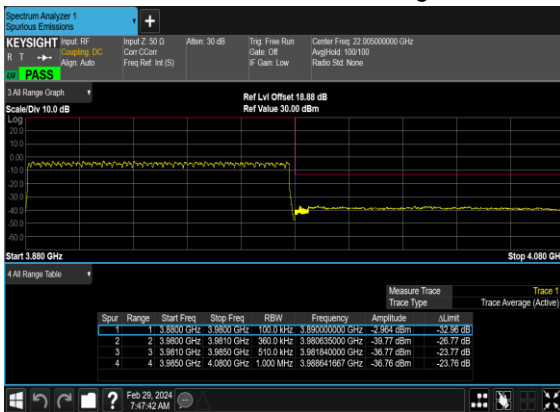 Spectrum Analyzer 1
Spurious Emissions
KEYSIGHT Input: RF Input Z: 50 Ω Atten: 30 dB Trig: Free Run Center Freq: 22.005000000 GHz
R T Coupling: DC Corr CCorr Gate: Off Avg|Hold: 100/100
Align: Auto Freq Ref: Int (S) IF Gain: Low Radio Std: None
PASS
3 All Range Graph
Ref Lvl Offset 18.88 dB
Scale/Div 10.0 dB Ref Value 30.00 dBm
Log
20.0
10.0
0.00
-10.0
-20.0
-30.0
-40.0
-50.0
-60.0
Start 3.880 GHz Stop 4.080 GH
4 All Range Table
Measure Trace Trace 1
Trace Type Trace Average (Active)
Spur Range Start Freq Stop Freq RBW Frequency Amplitude ΔLimit
1 1 3.8800 GHz 3.9800 GHz 100.0 kHz 3.890000000 GHz -2.964 dBm -32.96 dB
2 2 3.9800 GHz 3.9810 GHz 360.0 kHz 3.980635000 GHz -39.77 dBm -26.77 dB
3 3 3.9810 GHz 3.9850 GHz 510.0 kHz 3.981840000 GHz -36.77 dBm -23.77 dB
4 4 3.9850 GHz 4.0800 GHz 1.000 MHz 3.988641667 GHz -36.76 dBm -23.76 dB
Feb 29, 2024
7:47:42 AM